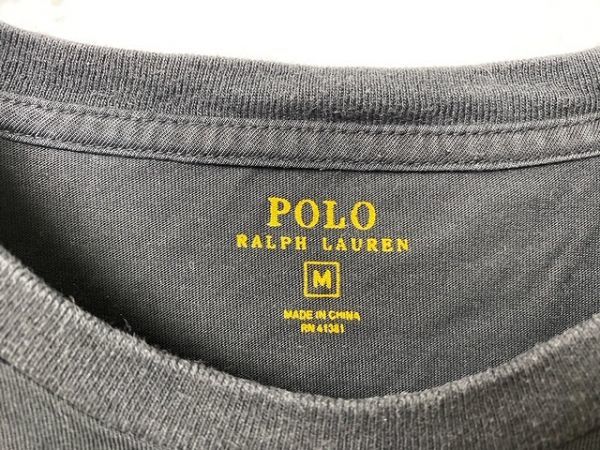 POLO
RALPH LAUREN
M
MADE IN CHINA
RN 41381